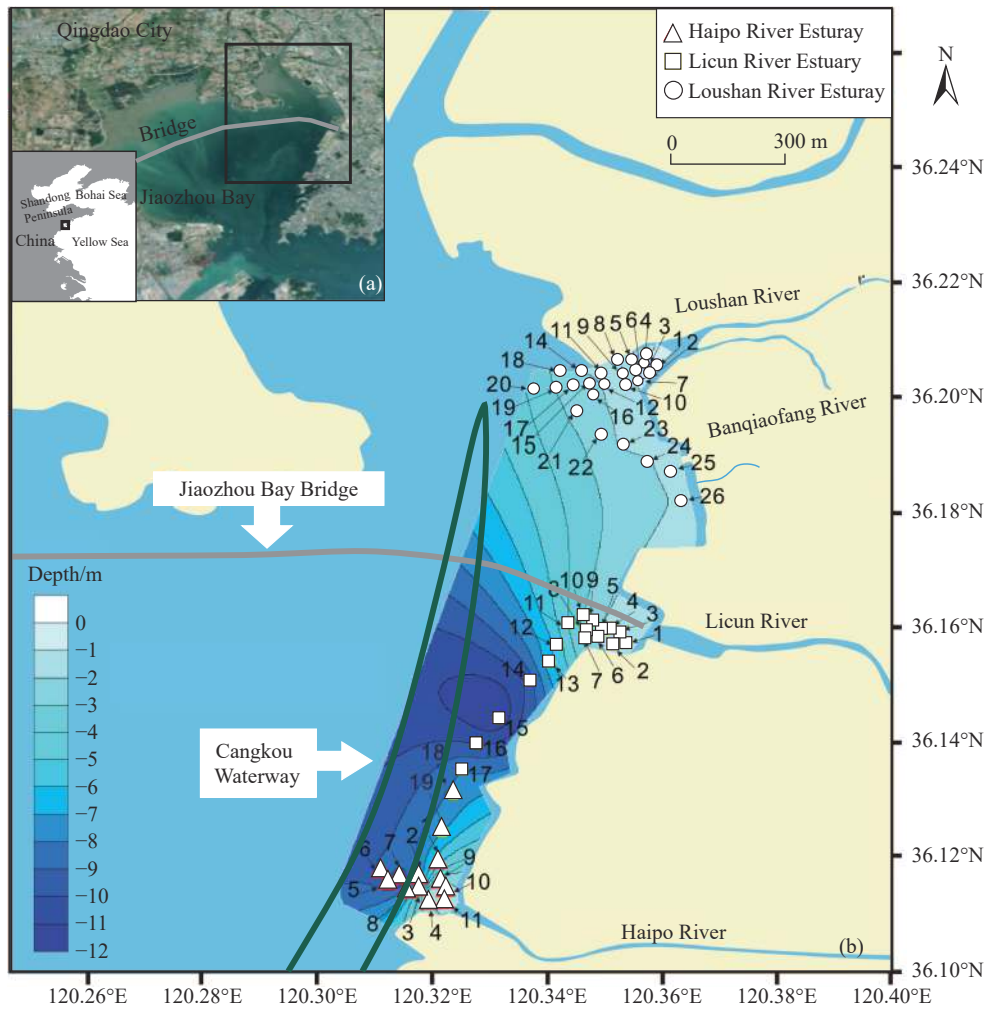 Qingdao City
Bridge
Jiaozhou Bay
(a)
Shandong
Peninsula
Bohai Sea
China
Yellow Sea
Haipo River Esturay
Licun River Estuary
Loushan River Esturay
0 300 m
N
36.24°N
36.22°N
36.20°N
36.18°N
36.16°N
36.14°N
36.12°N
36.10°N
Loushan River
Banqiaofang River
Licun River
Haipo River
Jiaozhou Bay Bridge
Cangkou
Waterway
Depth/m
0
−1
−2
−3
−4
−5
−6
−7
−8
−9
−10
−11
−12
11 9 8 5 6 4 3
14 12
18
20 7
19 10
17 12
15 16
21 22 23
24
25
26
10 9 5
8 4
11 3
12 1
14 13 7 6 2
15
16
18 17
19
7 2
6 9
5 10
8 3 4 11
(b)
120.26°E 120.28°E 120.30°E 120.32°E 120.34°E 120.36°E 120.38°E 120.40°E